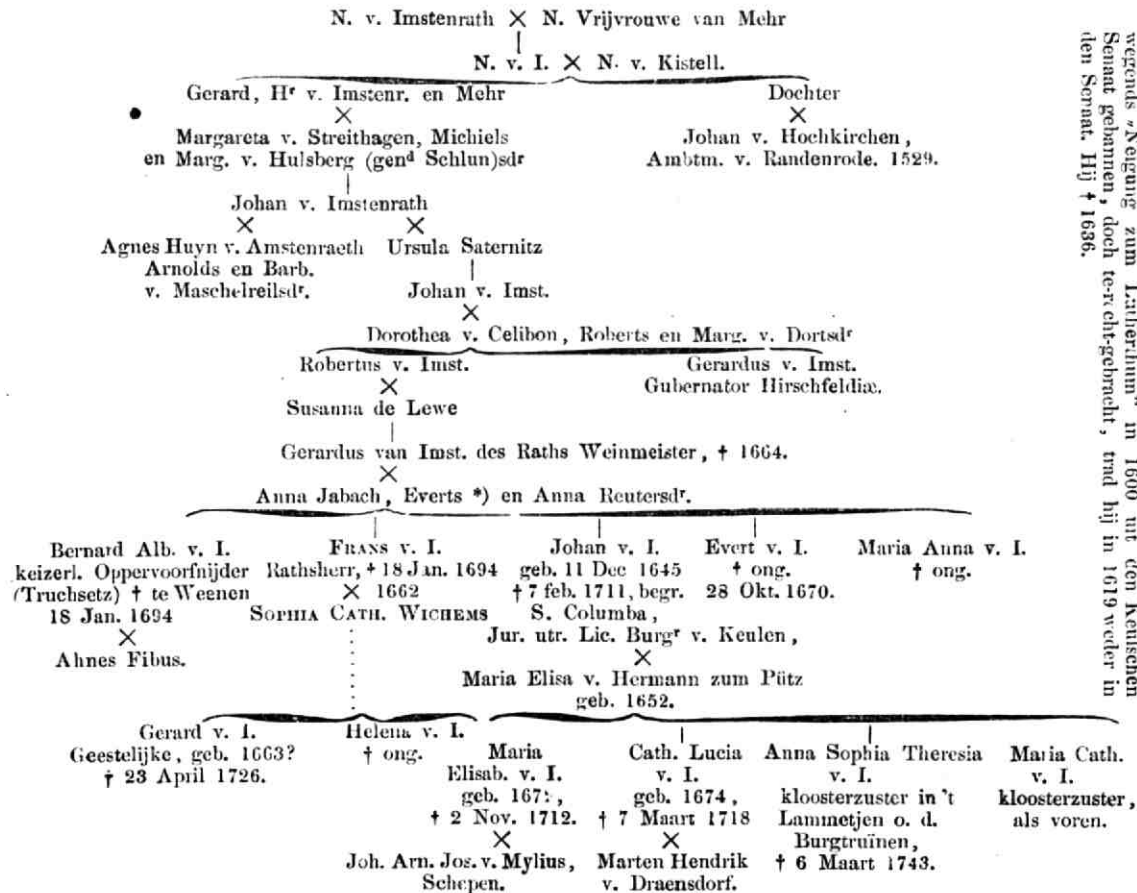 N. v. Imstenrath × N. Vrijvrouwe van Mehr
N. v. I. × N. v. Kistell.
Gerard, Hʳ v. Imstenr. en Mehr
×
Margareta v. Streithagen, Michiels
en Marg. v. Hulsberg (genᵈ Schlun)sdʳ
Dochter
×
Johan v. Hochkirchen,
Ambtm. v. Randenrode. 1529.
Johan v. Imstenrath
× ×
Agnes Huyn v. Amstenraeth
Arnolds en Barb.
v. Maschelreilsdʳ.
Ursula Saternitz
Johan v. Imst.
×
Dorothea v. Celibon, Roberts en Marg. v. Dortsdʳ
Robertus v. Imst.
×
Susanna de Lewe
Gerardus v. Imst.
Gubernator Hirschfeldiæ.
Gerardus van Imst. des Raths Weinmeister, † 1664.
×
Anna Jabach, Everts *) en Anna Reutersdʳ.
Bernard Alb. v. I.
keizerl. Oppervoorsnijder
(Truchsetz) † te Weenen
18 Jan. 1694
×
Ahnes Fibus.
FRANS v. I.
Rathsherr, † 18 Jan. 1694
× 1662
SOPHIA CATH. WICHEMS
Johan v. I.
geb. 11 Dec 1645
† 7 feb. 1711, begr.
S. Columba,
Jur. utr. Lic. Burgʳ v. Keulen,
×
Maria Elisa v. Hermann zum Pütz
geb. 1652.
Evert v. I.
† ong.
28 Okt. 1670.
Maria Anna v. I.
† ong.
Gerard v. I.
Geestelijke, geb. 1663?
† 23 April 1726.
Helena v. I.
† ong.
Maria
Elisab. v. I.
geb. 167,
† 2 Nov. 1712.
×
Joh. Arn. Jos. v. Mylius,
Schepen.
Cath. Lucia
v. I.
geb. 1674,
† 7 Maart 1718
×
Marten Hendrik
v. Draensdorf.
Anna Sophia Theresia
v. I.
kloosterzuster in 't
Lammetjen o. d.
Burgtruïnen,
† 6 Maart 1743.
Maria Cath.
v. I.
kloosterzuster,
als voren.
wegends "Neigung zum Lutherthum" in 1600 uit den Keulschen
Senaat gebannen, doch te-recht-gebracht, trad hij in 1619 weder in
den Senaat. Hij † 1636.